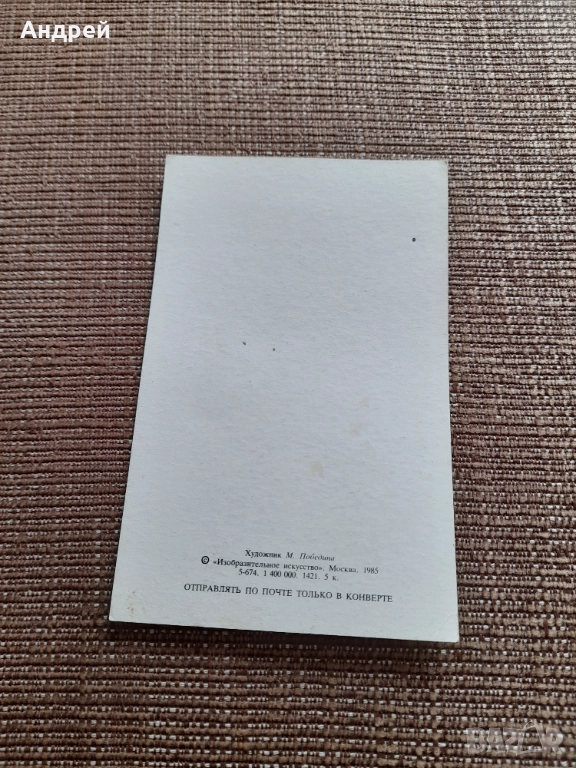 Андрей
Художник М. Победина
© «Изобразительное искусство». Москва. 1985
5-674. 1 400 000. 1421. 5 к.
ОТПРАВЛЯТЬ ПО ПОЧТЕ ТОЛЬКО В КОНВЕРТЕ